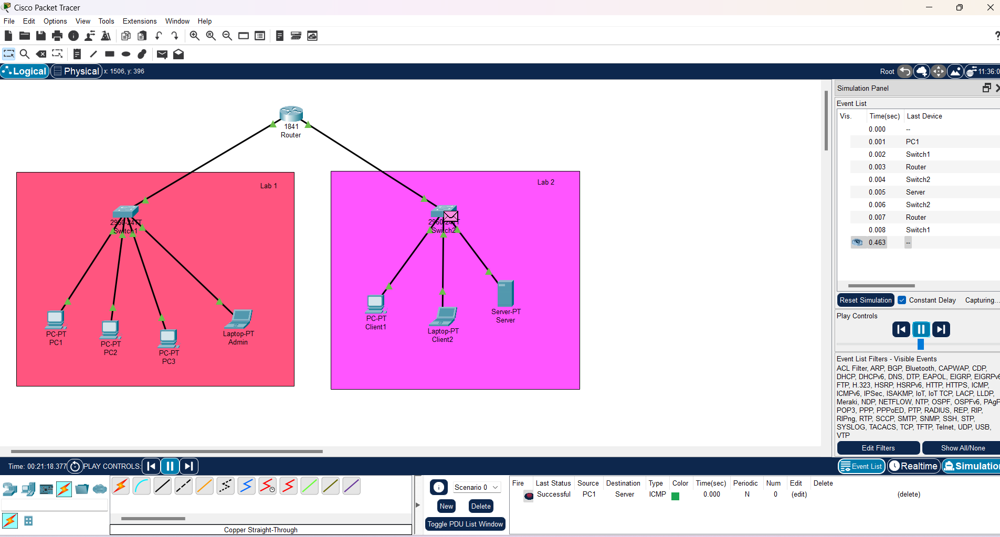 Cisco Packet Tracer
File Edit Options View Tools Extensions Window Help
?
Logical Physical x: 1506, y: 396 Root 11:36:0
Simulation Panel
Event List
Vis. Time(sec) Last Device
0.000 --
0.001 PC1
0.002 Switch1
0.003 Router
0.004 Switch2
0.005 Server
0.006 Switch2
0.007 Router
0.008 Switch1
0.463 --
Reset Simulation Constant Delay Capturing...
Play Controls
Event List Filters - Visible Events
ACL Filter, ARP, BGP, Bluetooth, CAPWAP, CDP,
DHCP, DHCPv6, DNS, DTP, EAPOL, EIGRP, EIGRPv6
FTP, H.323, HSRP, HSRPv6, HTTP, HTTPS, ICMP,
ICMPv6, IPSec, ISAKMP, IoT, IoT TCP, LACP, LLDP,
Meraki, NDP, NETFLOW, NTP, OSPF, OSPFv6, PAgP
POP3, PPP, PPPoED, PTP, RADIUS, REP, RIP,
RIPng, RTP, SCCP, SMTP, SNMP, SSH, STP,
SYSLOG, TACACS, TCP, TFTP, Telnet, UDP, USB,
VTP
Edit Filters Show All/None
1841
Router
Lab 1
2960-24TT
Switch1
PC-PT
PC1
PC-PT
PC2
PC-PT
PC3
Laptop-PT
Admin
Lab 2
2960-24TT
Switch2
PC-PT
Client1
Laptop-PT
Client2
Server-PT
Server
Time: 00:21:18.377 PLAY CONTROLS: Event List Realtime Simulation
Scenario 0
New Delete
Toggle PDU List Window
Copper Straight-Through
Fire Last Status Source Destination Type Color Time(sec) Periodic Num Edit Delete
Successful PC1 Server ICMP 0.000 N 0 (edit) (delete)